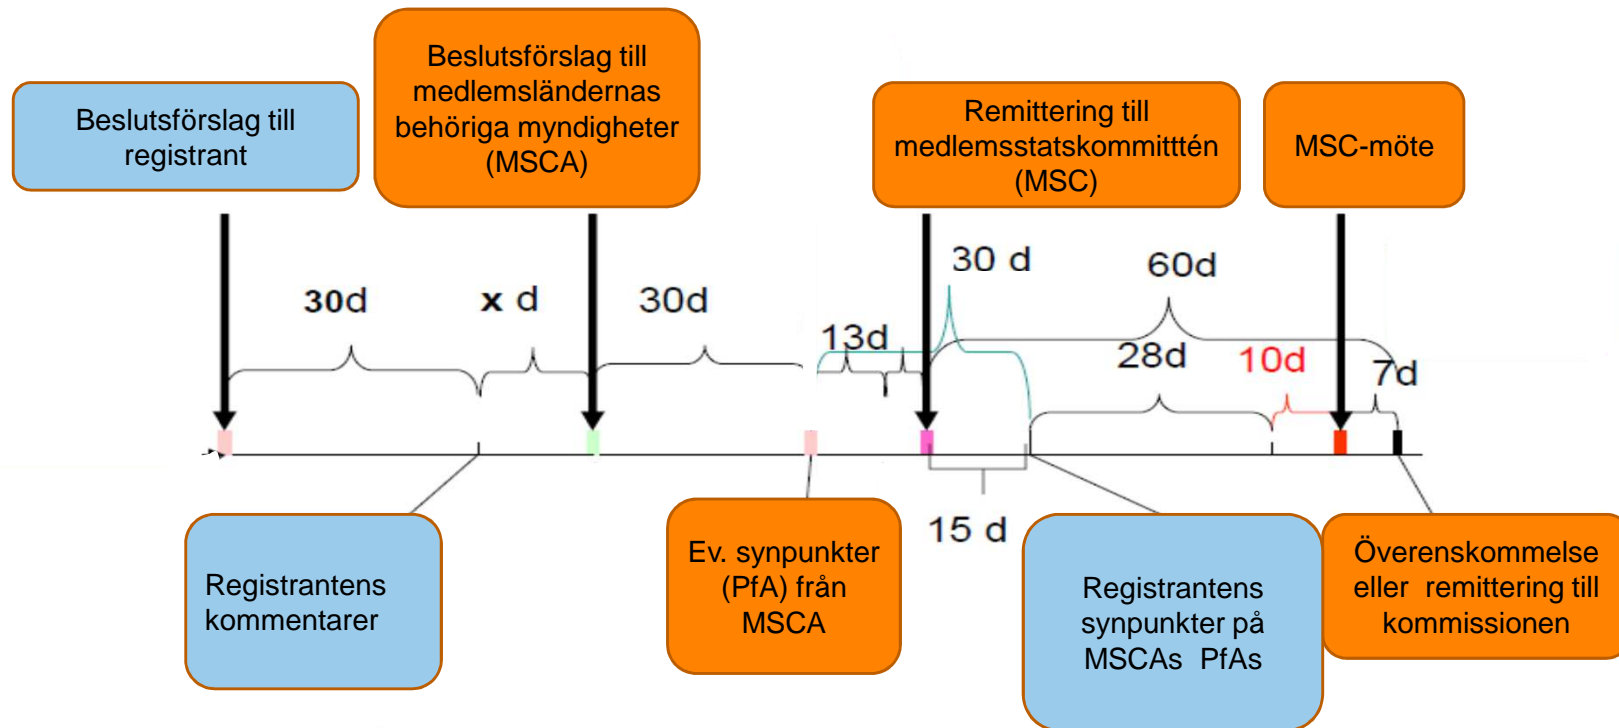 Beslutsförslag till
registrant
Beslutsförslag till
medlemsländernas
behöriga myndigheter
(MSCA)
Remittering till
medlemsstatskommitttén
(MSC)
MSC-möte
30d
x d
30d
13d
30 d
60d
28d
10d
7d
15 d
Registrantens
kommentarer
Ev. synpunkter
(PfA) från
MSCA
Registrantens
synpunkter på
MSCAs PfAs
Överenskommelse
eller remittering till
kommissionen